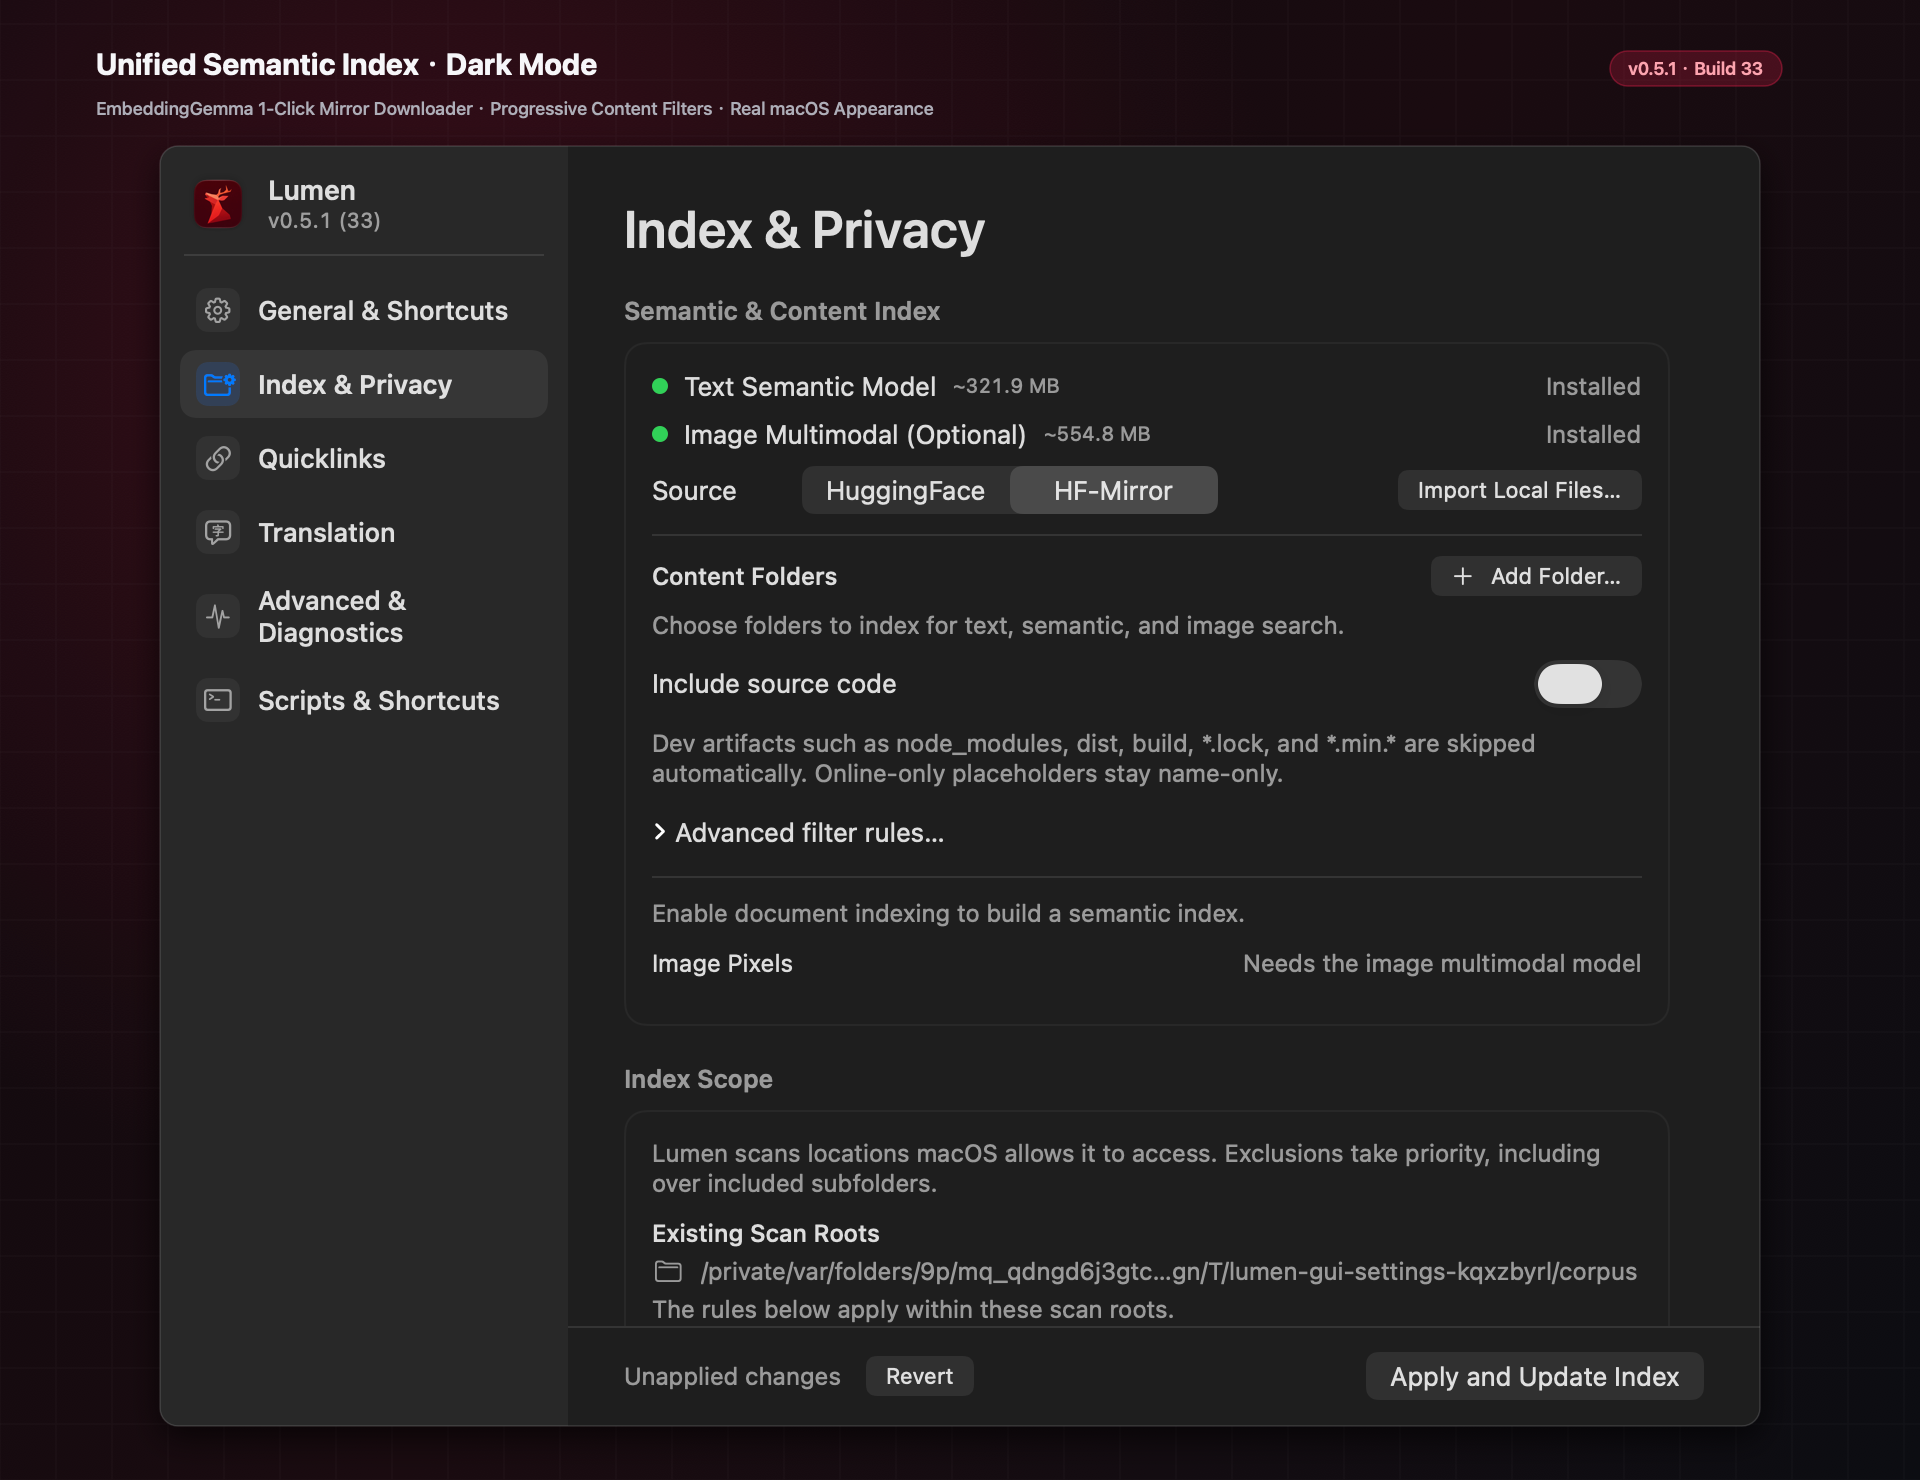 Unified Semantic Index · Dark Mode
v0.5.1 · Build 33
EmbeddingGemma 1-Click Mirror Downloader · Progressive Content Filters · Real macOS Appearance
Lumen
v0.5.1 (33)
General & Shortcuts
Index & Privacy
Quicklinks
字
Translation
Advanced &
Diagnostics
Scripts & Shortcuts
Index & Privacy
Semantic & Content Index
Text Semantic Model ~321.9 MB Installed
Image Multimodal (Optional) ~554.8 MB Installed
Source HuggingFace HF-Mirror Import Local Files...
Content Folders + Add Folder...
Choose folders to index for text, semantic, and image search.
Include source code
Dev artifacts such as node_modules, dist, build, *.lock, and *.min.* are skipped
automatically. Online-only placeholders stay name-only.
Advanced filter rules...
Enable document indexing to build a semantic index.
Image Pixels Needs the image multimodal model
Index Scope
Lumen scans locations macOS allows it to access. Exclusions take priority, including
over included subfolders.
Existing Scan Roots
/private/var/folders/9p/mq_qdngd6j3gtc...gn/T/lumen-gui-settings-kqxzbyrl/corpus
The rules below apply within these scan roots.
Unapplied changes Revert Apply and Update Index